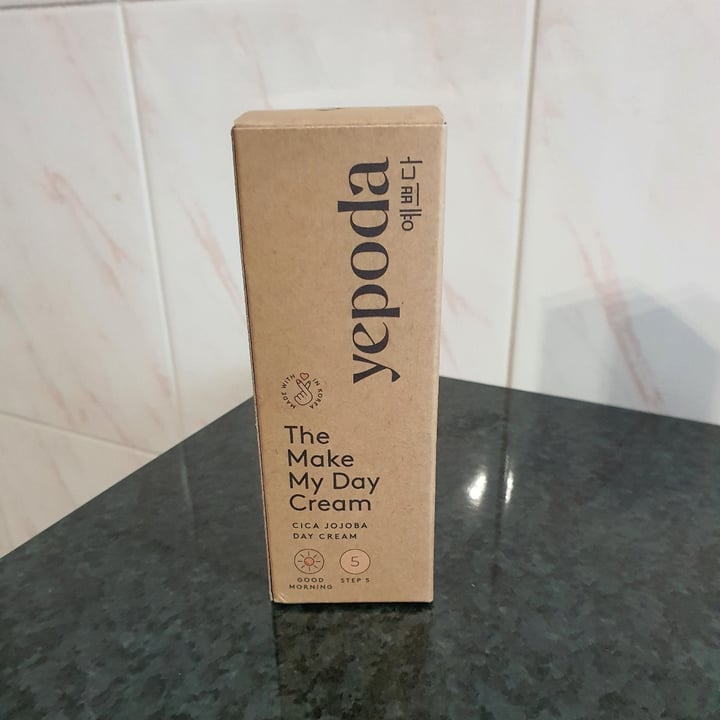 yepoda
예쁘다
MADE WITH ♡ IN KOREA
The
Make
My Day
Cream
CICA JOJOBA
DAY CREAM
5
GOOD
MORNING
STEP 5